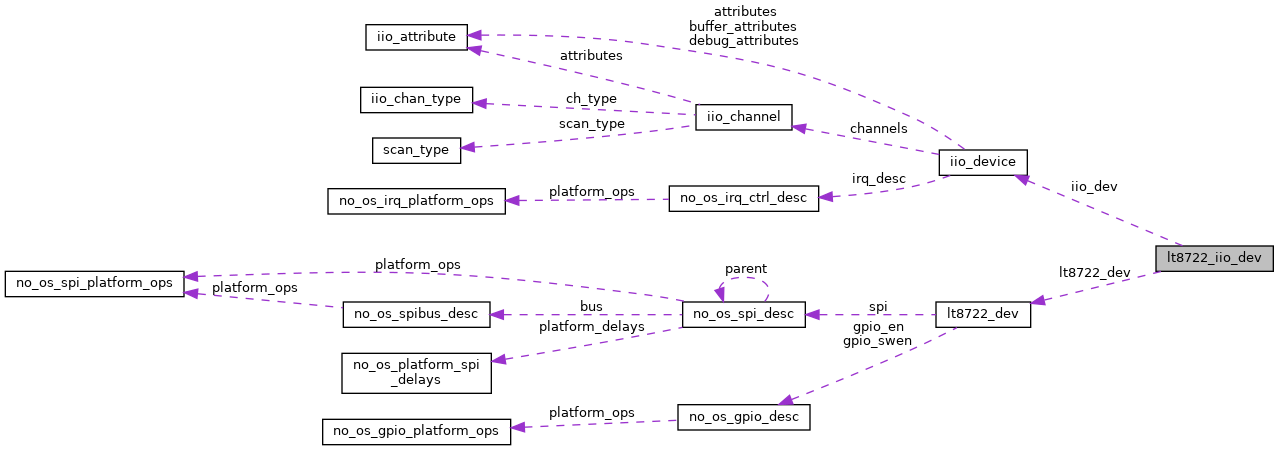 attributes
buffer_attributes
debug_attributes
iio_attribute
attributes
iio_chan_type
ch_type
iio_channel
scan_type
scan_type
channels
iio_device
irq_desc
iio_dev
no_os_irq_platform_ops
platform_ops
no_os_irq_ctrl_desc
lt8722_iio_dev
platform_ops
parent
lt8722_dev
no_os_spi_platform_ops
platform_ops
no_os_spibus_desc
bus
no_os_spi_desc
spi
lt8722_dev
platform_delays
gpio_en
gpio_swen
no_os_platform_spi
_delays
no_os_gpio_platform_ops
platform_ops
no_os_gpio_desc